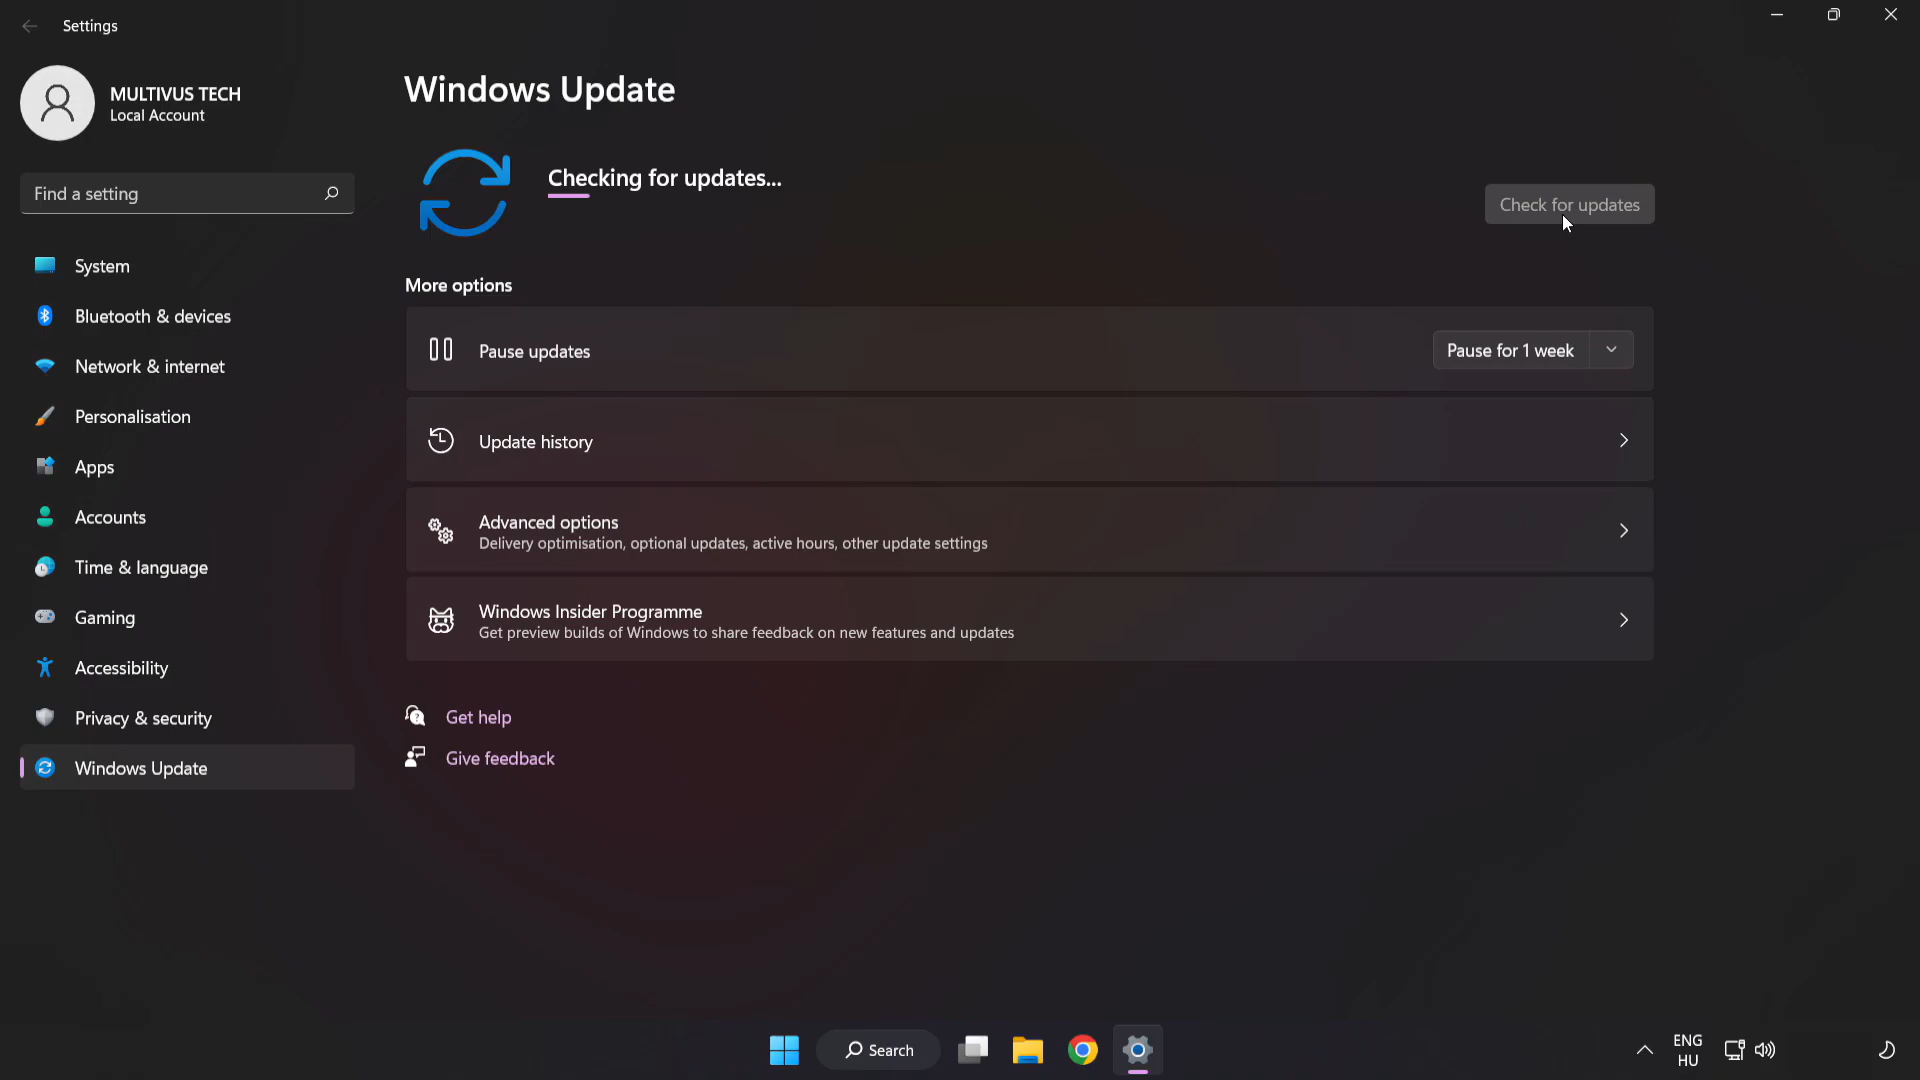 Settings
MULTIVUS TECH
Local Account
Find a setting
System
Bluetooth & devices
Network & internet
Personalisation
Apps
Accounts
Time & language
Gaming
Accessibility
Privacy & security
Windows Update
Windows Update
Checking for updates...
Check for updates
More options
Pause updates
Pause for 1 week
Update history
Advanced options
Delivery optimisation, optional updates, active hours, other update settings
Windows Insider Programme
Get preview builds of Windows to share feedback on new features and updates
Get help
Give feedback
Search
ENG
HU